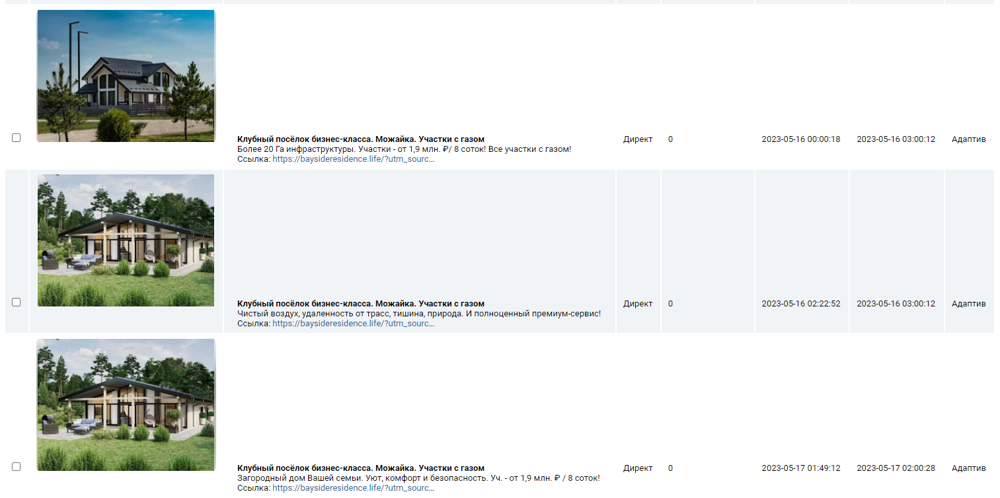 Клубный посёлок бизнес-класса. Можайка. Участки с газом
Более 20 Га инфраструктуры. Участки - от 1,9 млн. ₽/ 8 соток! Все участки с газом!
Ссылка: https://baysideresidence.life/?utm_sourc...
Директ
0
2023-05-16 00:00:18
2023-05-16 03:00:12
Адаптив
Клубный посёлок бизнес-класса. Можайка. Участки с газом
Чистый воздух, удаленность от трасс, тишина, природа. И полноценный премиум-сервис!
Ссылка: https://baysideresidence.life/?utm_sourc...
Директ
0
2023-05-16 02:22:52
2023-05-16 03:00:12
Адаптив
Клубный посёлок бизнес-класса. Можайка. Участки с газом
Загородный дом Вашей семьи. Уют, комфорт и безопасность. Уч. - от 1,9 млн. ₽ / 8 соток!
Ссылка: https://baysideresidence.life/?utm_sourc...
Директ
0
2023-05-17 01:49:12
2023-05-17 02:00:28
Адаптив